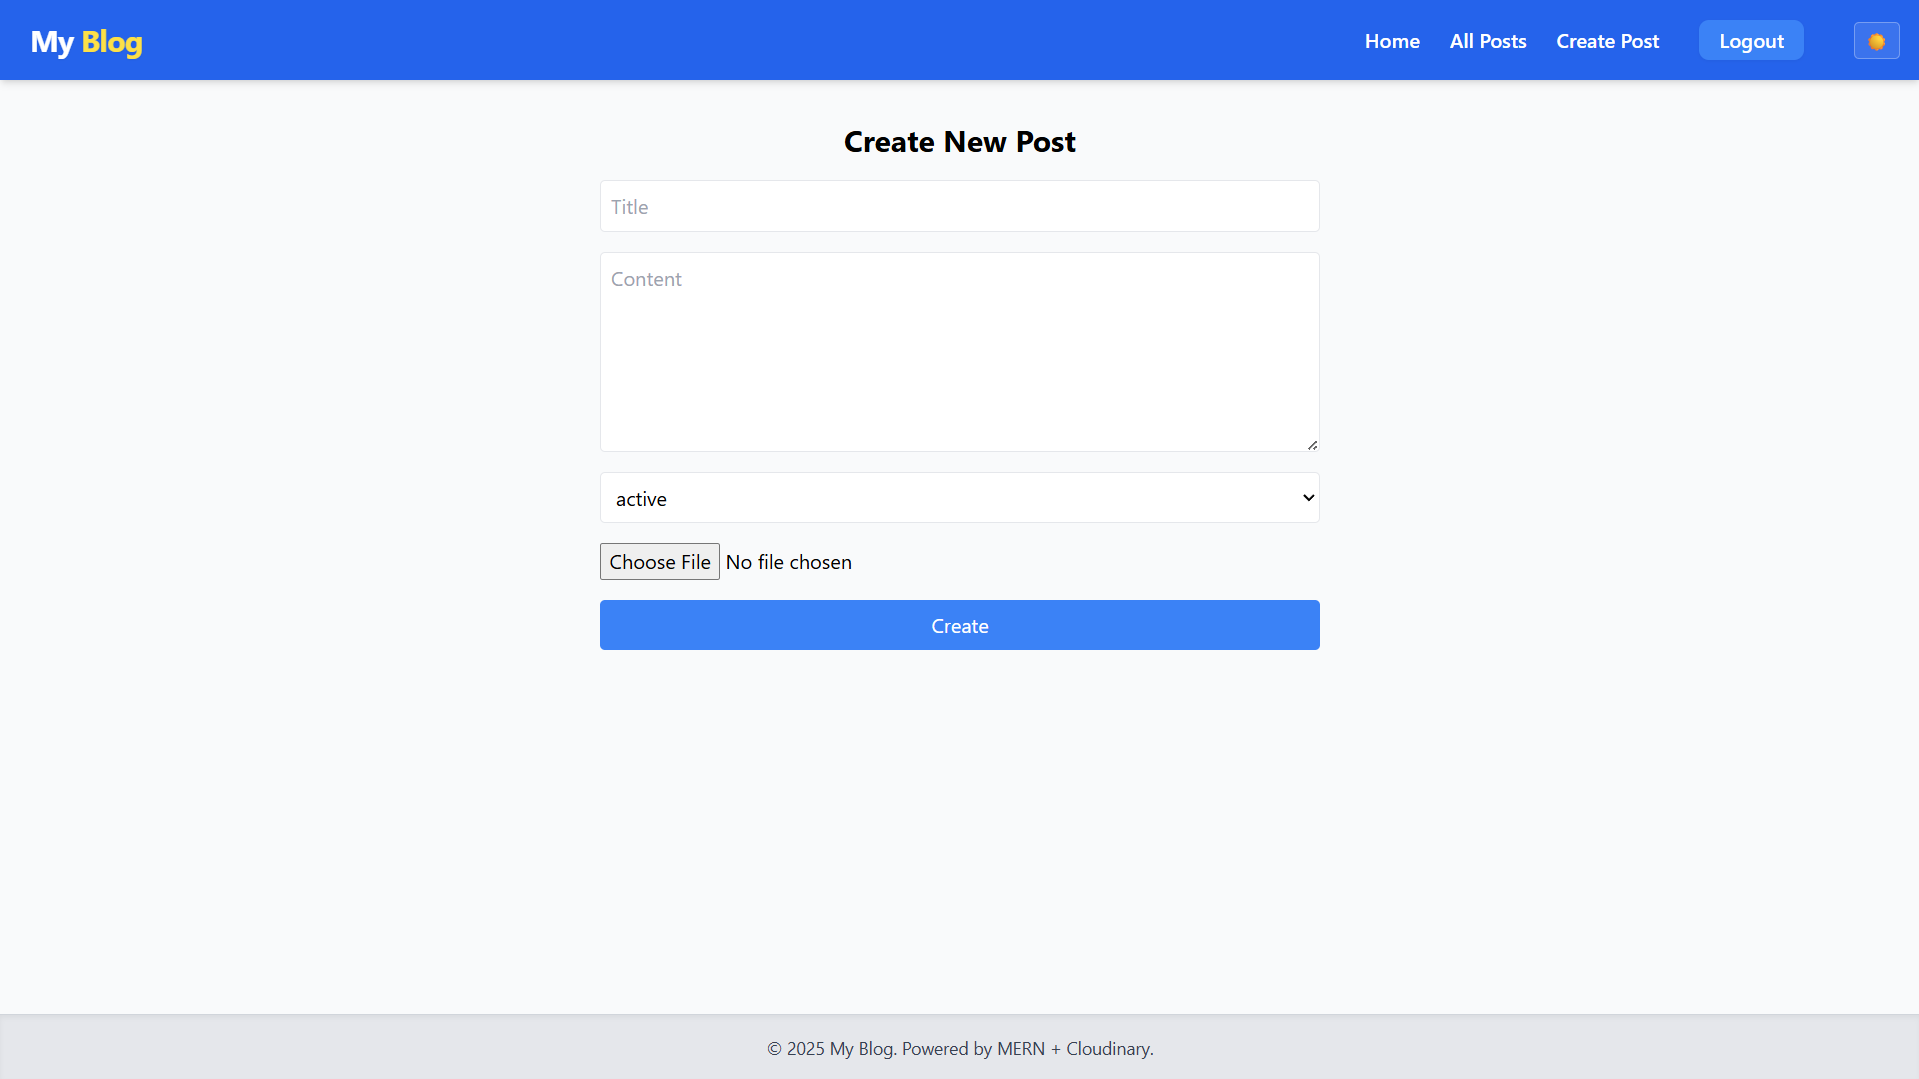 My Blog
Home
All Posts
Create Post
Logout
Create New Post
Title
Content
active
Choose File No file chosen
Create
© 2025 My Blog. Powered by MERN + Cloudinary.